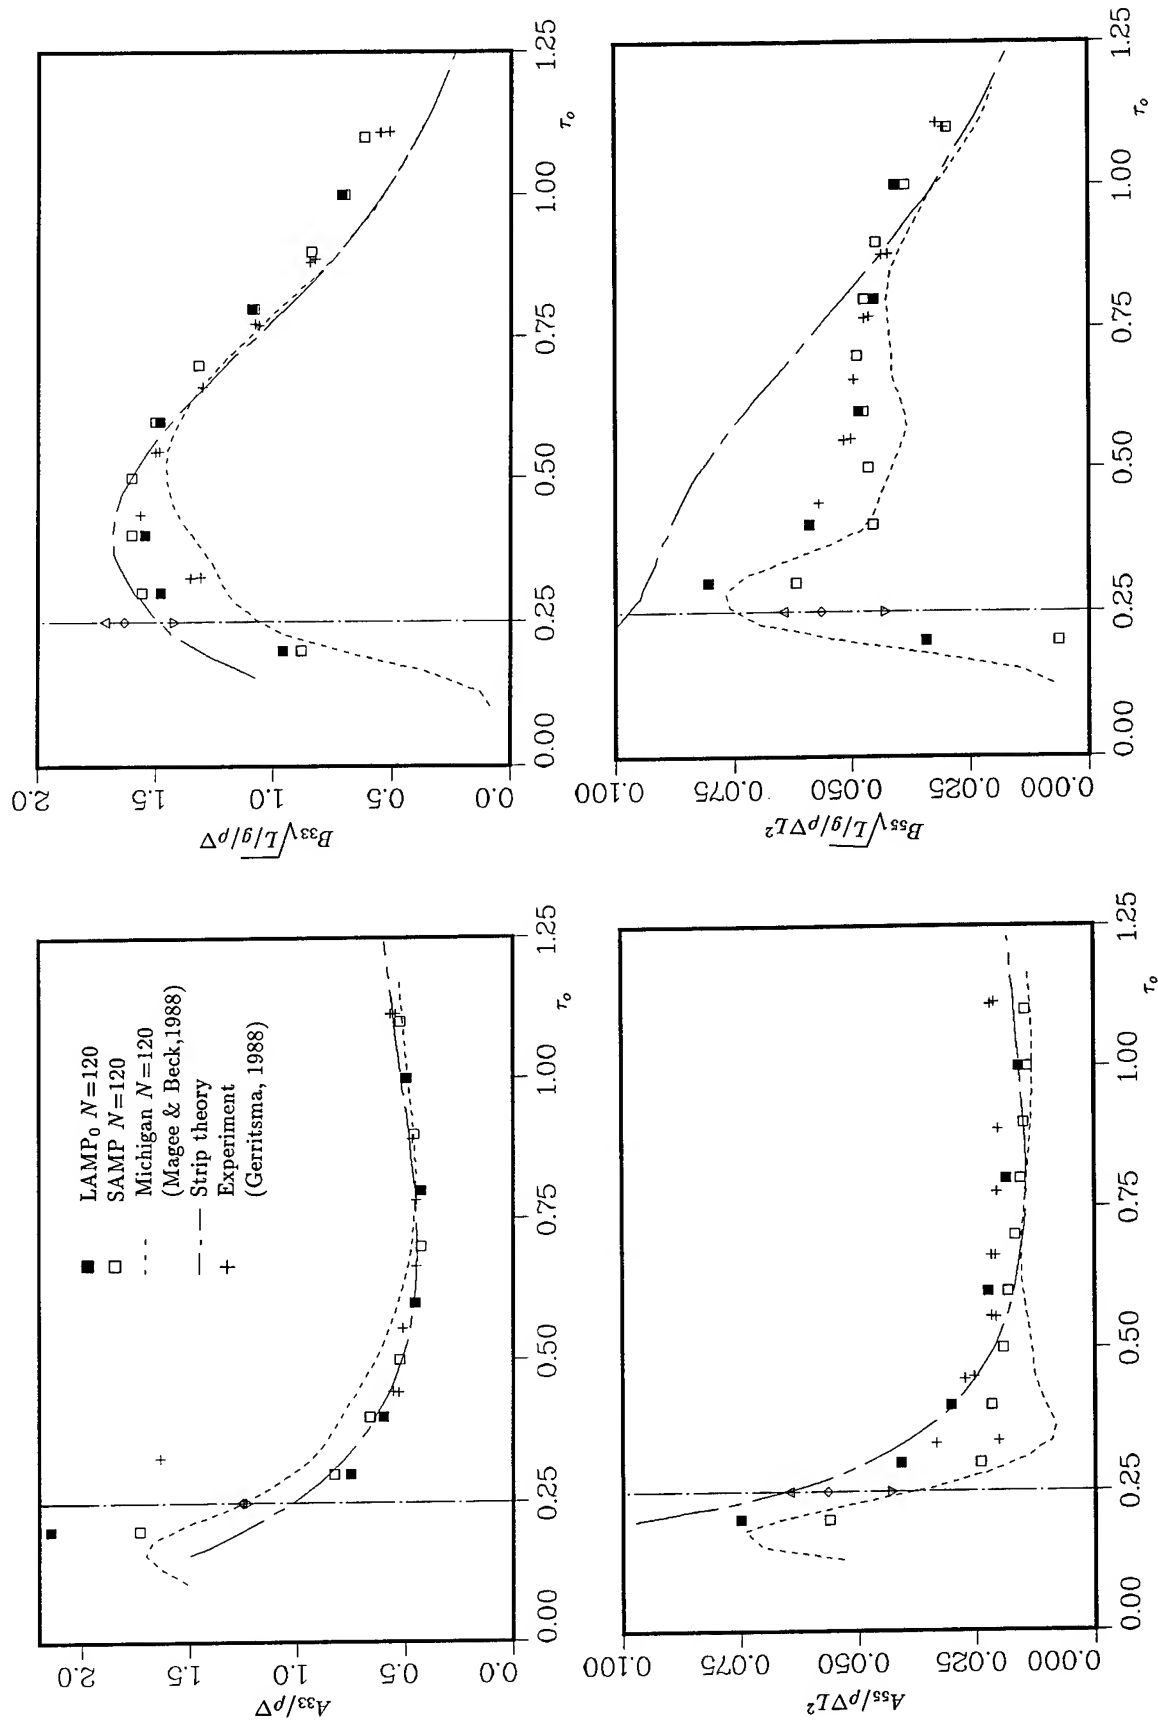 2.0
1.5
1.0
0.5
0.0
A₃₃/ρ∇
0.00
0.25
0.50
0.75
1.00
1.25
τₒ
LAMP₀ N=120
SAMP N=120
Michigan N=120
(Magee & Beck,1988)
Strip theory
Experiment
(Gerritsma, 1988)
2.0
1.5
1.0
0.5
0.0
B₃₃√L/g/ρ∇
0.00
0.25
0.50
0.75
1.00
1.25
τₒ
0.100
0.075
0.050
0.025
0.000
A₅₅/ρ∇L²
0.00
0.25
0.50
0.75
1.00
1.25
τₒ
0.100
0.075
0.050
0.025
0.000
B₅₅√L/g/ρ∇L²
0.00
0.25
0.50
0.75
1.00
1.25
τₒ